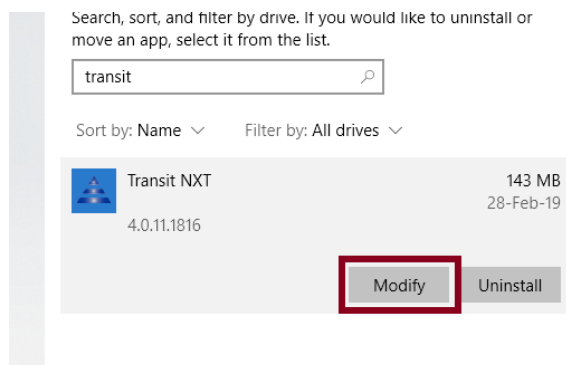 Search, sort, and filter by drive. If you would like to uninstall or
move an app, select it from the list.
transit
Sort by: Name Filter by: All drives
Transit NXT 143 MB
28-Feb-19
4.0.11.1816
Modify Uninstall